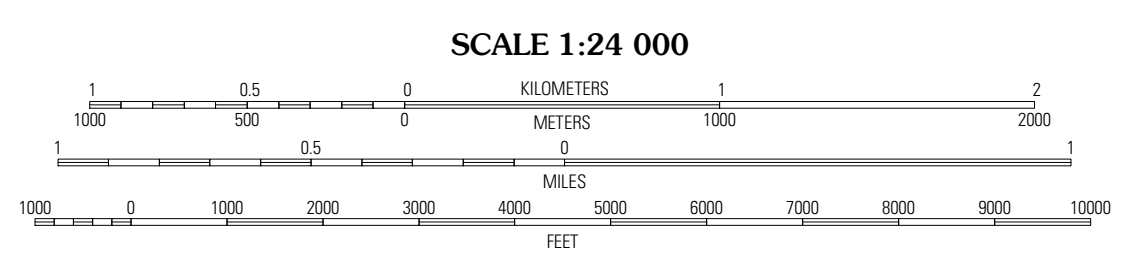 SCALE 1:24 000
1 0.5 0 KILOMETERS 1 2
1000 500 0 METERS 1000 2000
1 0.5 0 1
MILES
1000 0 1000 2000 3000 4000 5000 6000 7000 8000 9000 10000
FEET